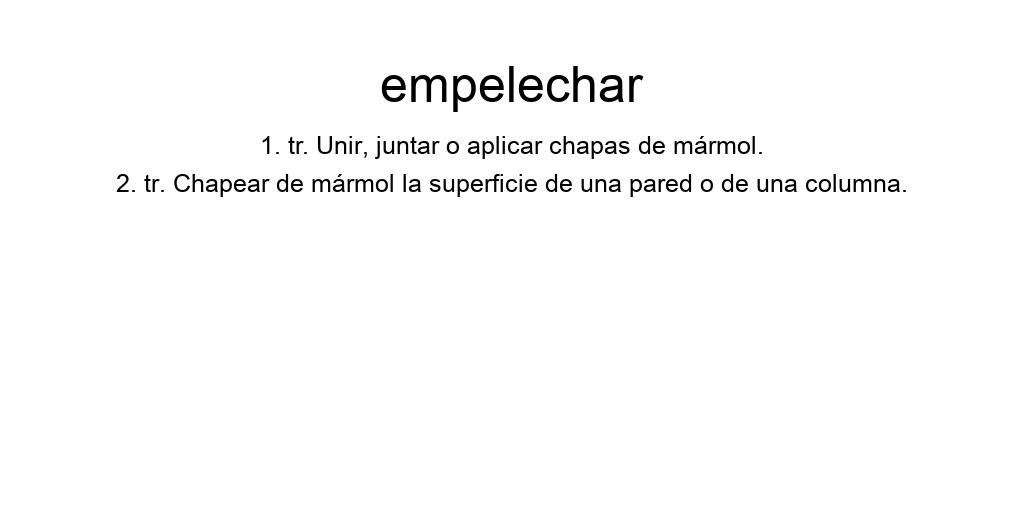 empelechar
1. tr. Unir, juntar o aplicar chapas de mármol.
2. tr. Chapear de mármol la superficie de una pared o de una columna.